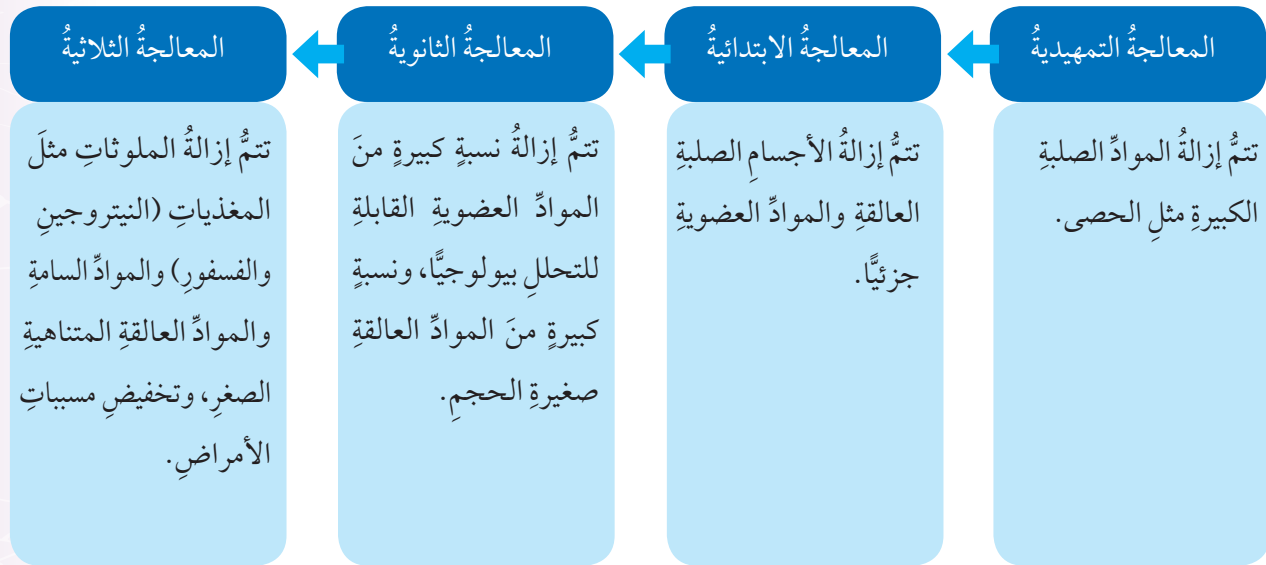 المعالجةُ التمهيديةُ
تتمُّ إزالةُ الموادِّ الصلبةِ
الكبيرةِ مثلِ الحصى.
المعالجةُ الابتدائيةُ
تتمُّ إزالةُ الأجسامِ الصلبةِ
العالقةِ والموادِّ العضويةِ
جزئيًّا.
المعالجةُ الثانويةُ
تتمُّ إزالةُ نسبةٍ كبيرةٍ منَ
الموادِّ العضويةِ القابلةِ
للتحللِ بيولوجيًّا، ونسبةٍ
كبيرةٍ منَ الموادِّ العالقةِ
صغيرةِ الحجمِ.
المعالجةُ الثلاثيةُ
تتمُّ إزالةُ الملوثاتِ مثلَ
المغذياتِ (النيتروجينِ
والفسفورِ) والموادِّ السامةِ
والموادِّ العالقةِ المتناهيةِ
الصغرِ، وتخفيضِ مسبباتِ
الأمراضِ.